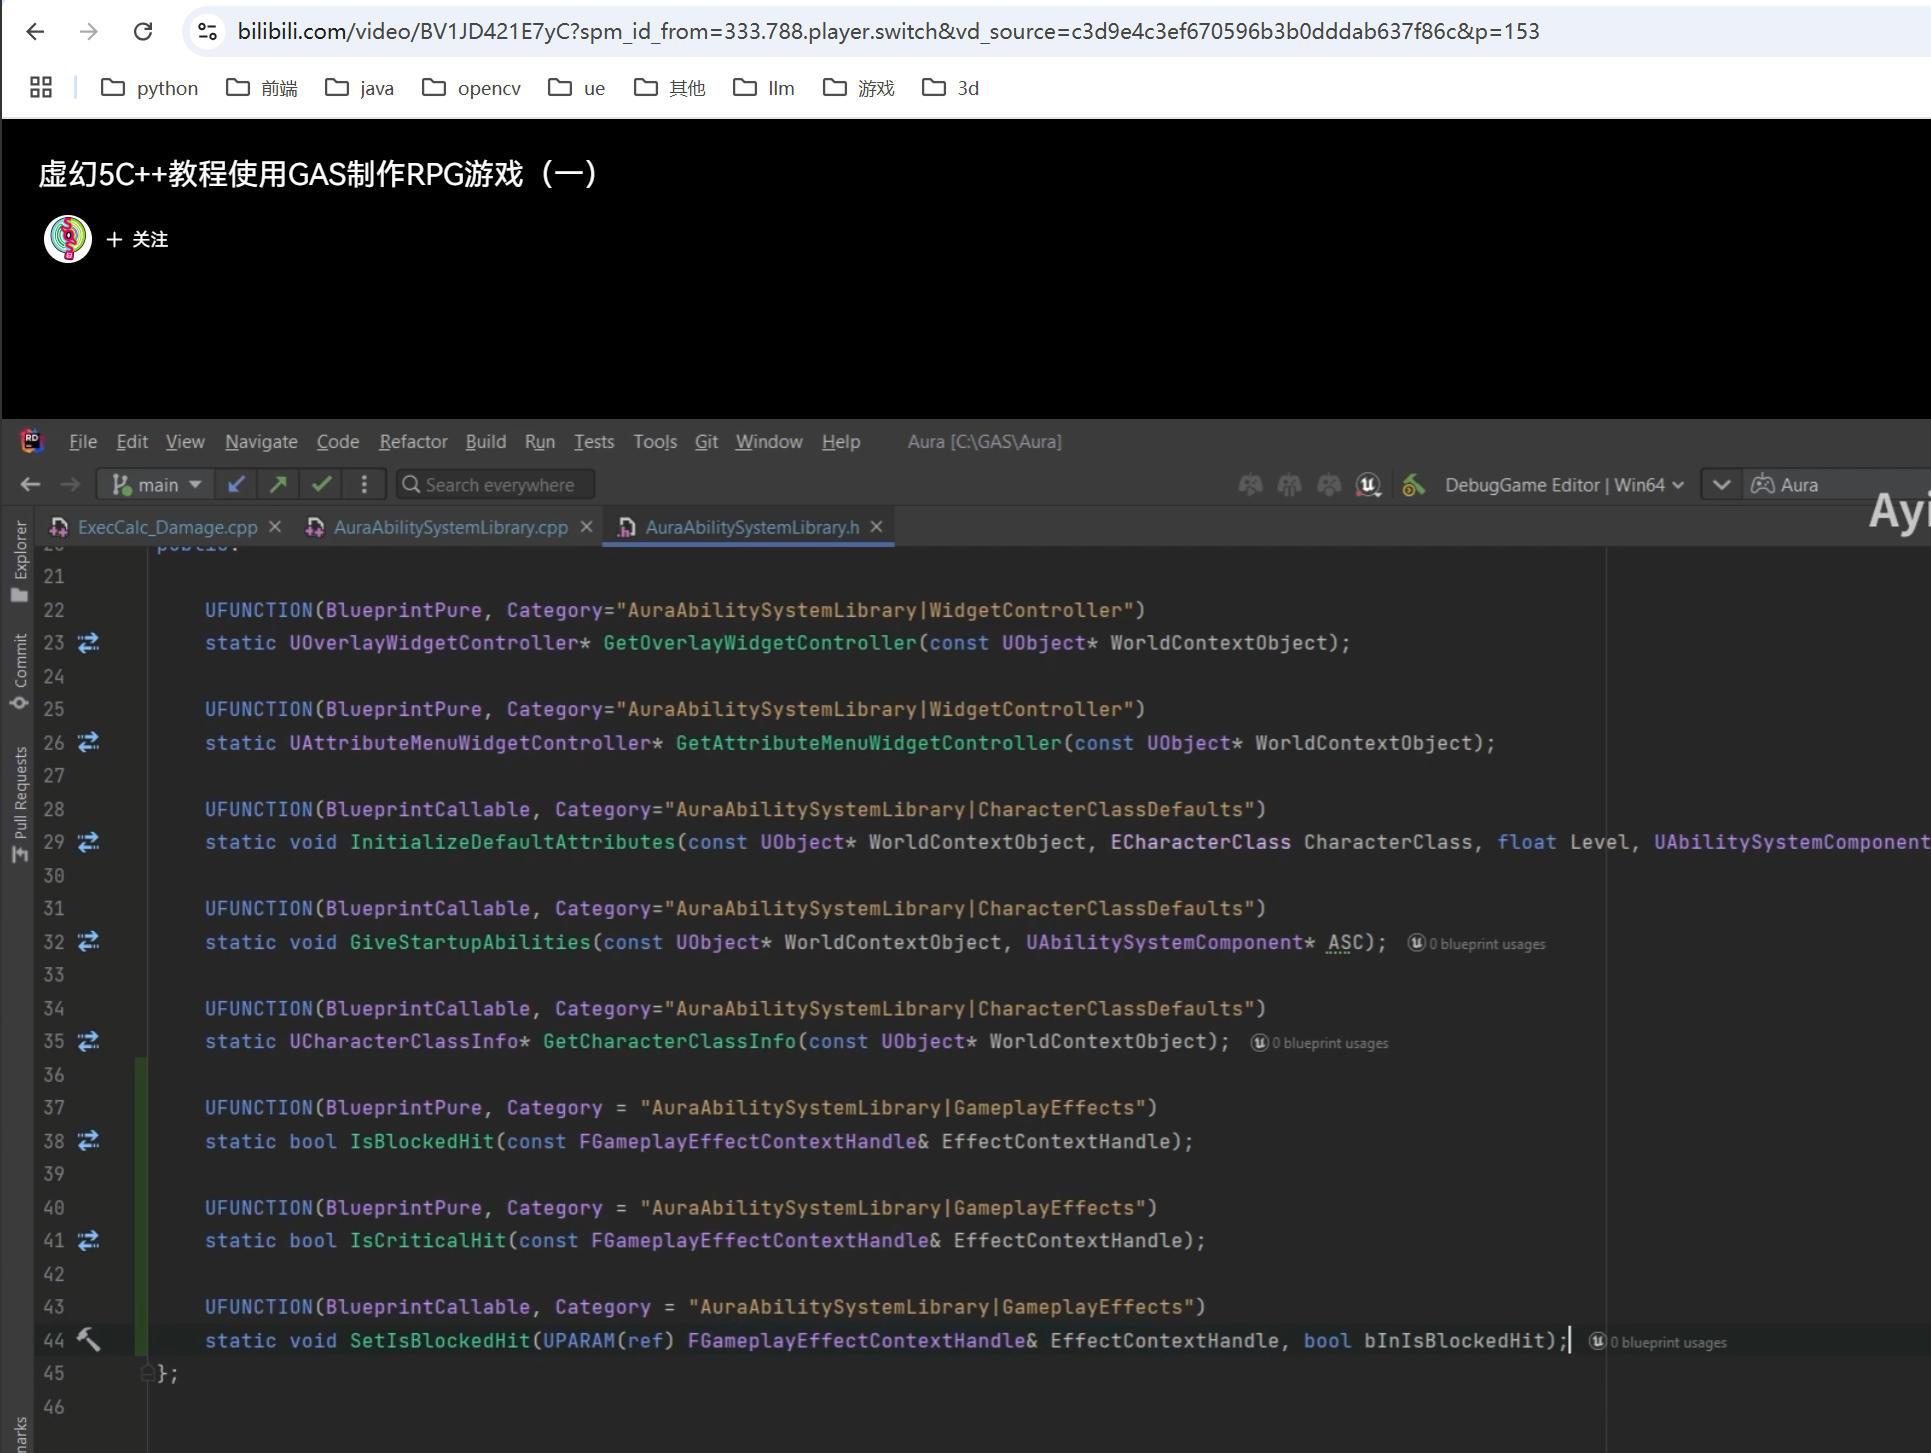 bilibili.com/video/BV1JD421E7yC?spm_id_from=333.788.player.switch&vd_source=c3d9e4c3ef670596b3b0dddab637f86c&p=153
python 前端 java opencv ue 其他 llm 游戏 3d
虚幻5C++教程使用GAS制作RPG游戏（一）
+ 关注
RD File Edit View Navigate Code Refactor Build Run Tests Tools Git Window Help Aura [C:\GAS\Aura]
main Search everywhere DebugGame Editor | Win64 Aura
Ayi
ExecCalc_Damage.cpp AuraAbilitySystemLibrary.cpp AuraAbilitySystemLibrary.h
Explorer
Commit
Pull Requests
20 public:
21
22 UFUNCTION(BlueprintPure, Category="AuraAbilitySystemLibrary|WidgetController")
23 static UOverlayWidgetController* GetOverlayWidgetController(const UObject* WorldContextObject);
24
25 UFUNCTION(BlueprintPure, Category="AuraAbilitySystemLibrary|WidgetController")
26 static UAttributeMenuWidgetController* GetAttributeMenuWidgetController(const UObject* WorldContextObject);
27
28 UFUNCTION(BlueprintCallable, Category="AuraAbilitySystemLibrary|CharacterClassDefaults")
29 static void InitializeDefaultAttributes(const UObject* WorldContextObject, ECharacterClass CharacterClass, float Level, UAbilitySystemComponent
30
31 UFUNCTION(BlueprintCallable, Category="AuraAbilitySystemLibrary|CharacterClassDefaults")
32 static void GiveStartupAbilities(const UObject* WorldContextObject, UAbilitySystemComponent* ASC); 0 blueprint usages
33
34 UFUNCTION(BlueprintCallable, Category="AuraAbilitySystemLibrary|CharacterClassDefaults")
35 static UCharacterClassInfo* GetCharacterClassInfo(const UObject* WorldContextObject); 0 blueprint usages
36
37 UFUNCTION(BlueprintPure, Category = "AuraAbilitySystemLibrary|GameplayEffects")
38 static bool IsBlockedHit(const FGameplayEffectContextHandle& EffectContextHandle);
39
40 UFUNCTION(BlueprintPure, Category = "AuraAbilitySystemLibrary|GameplayEffects")
41 static bool IsCriticalHit(const FGameplayEffectContextHandle& EffectContextHandle);
42
43 UFUNCTION(BlueprintCallable, Category = "AuraAbilitySystemLibrary|GameplayEffects")
44 static void SetIsBlockedHit(UPARAM(ref) FGameplayEffectContextHandle& EffectContextHandle, bool bInIsBlockedHit); 0 blueprint usages
45 };
46
marks